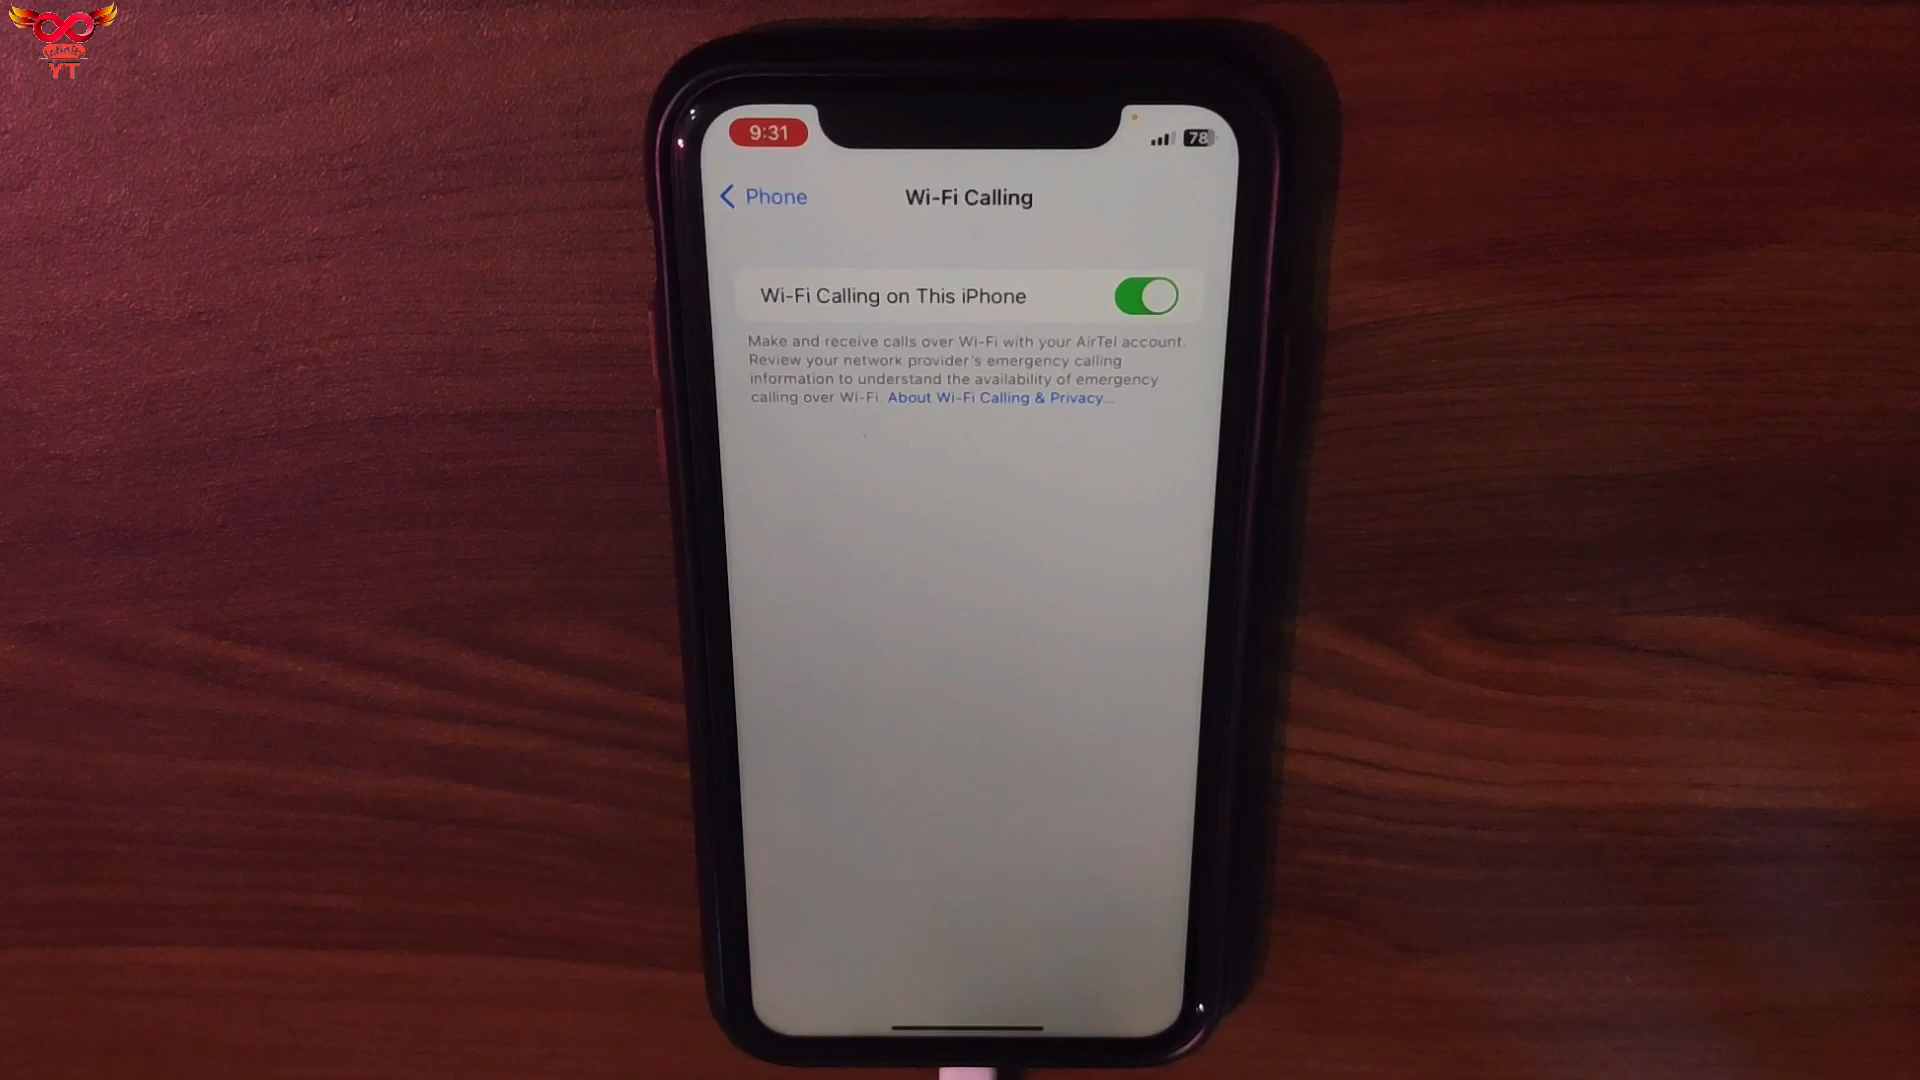 Infinity
YT
9:31
78
Phone
Wi-Fi Calling
Wi-Fi Calling on This iPhone
Make and receive calls over Wi-Fi with your AirTel account.
Review your network provider's emergency calling
information to understand the availability of emergency
calling over Wi-Fi. About Wi-Fi Calling & Privacy...